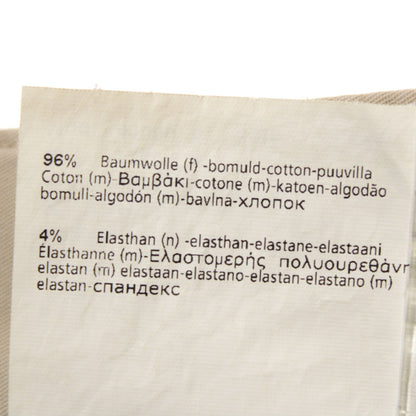 96% Baumwolle (f) -bomuld-cotton-puuvilla
Coton (m)-Βαμβàκι-cotone (m)-katoen-algodão
bomull-algodón (m)-bavlna-хлопок
4% Elasthan (n) -elasthan-elastane-elastaani
Élasthanne (m)-Ελαστομερής πολυουρεθάνη
elastan (m) elastaan-elastano-elastan-elastano (m)
elastan-спандекс